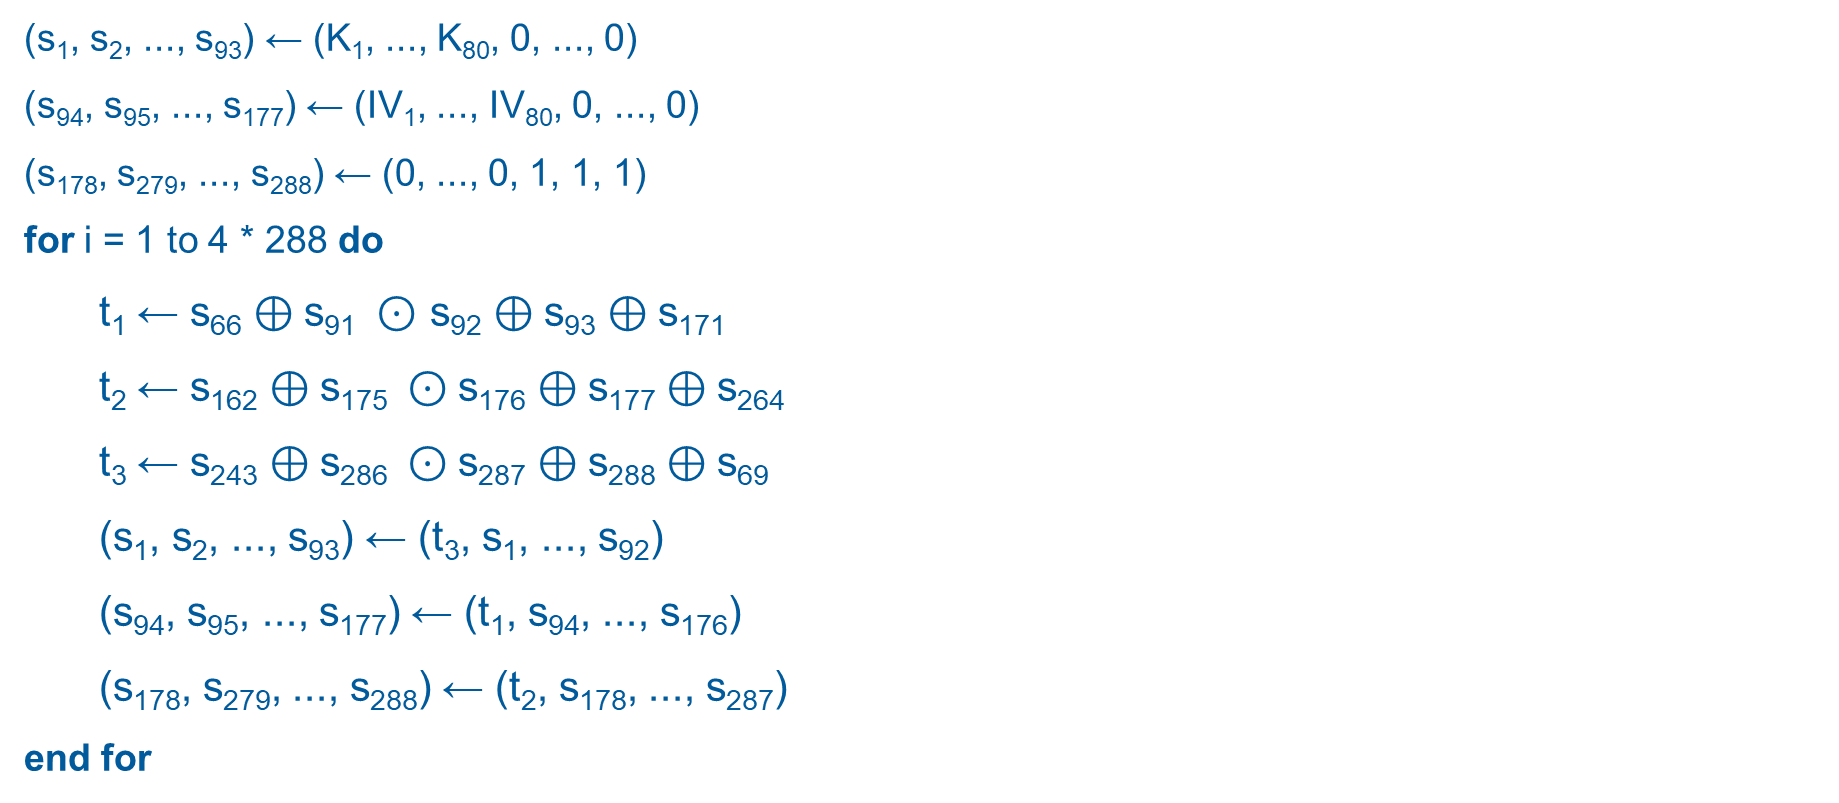 (s₁, s₂, ..., s₉₃) ← (K₁, ..., K₈₀, 0, ..., 0)
(s₉₄, s₉₅, ..., s₁₇₇) ← (IV₁, ..., IV₈₀, 0, ..., 0)
(s₁₇₈, s₂₇₉, ..., s₂₈₈) ← (0, ..., 0, 1, 1, 1)
for i = 1 to 4 * 288 do
t₁ ← s₆₆ ⊕ s₉₁ ⊙ s₉₂ ⊕ s₉₃ ⊕ s₁₇₁
t₂ ← s₁₆₂ ⊕ s₁₇₅ ⊙ s₁₇₆ ⊕ s₁₇₇ ⊕ s₂₆₄
t₃ ← s₂₄₃ ⊕ s₂₈₆ ⊙ s₂₈₇ ⊕ s₂₈₈ ⊕ s₆₉
(s₁, s₂, ..., s₉₃) ← (t₃, s₁, ..., s₉₂)
(s₉₄, s₉₅, ..., s₁₇₇) ← (t₁, s₉₄, ..., s₁₇₆)
(s₁₇₈, s₂₇₉, ..., s₂₈₈) ← (t₂, s₁₇₈, ..., s₂₈₇)
end for